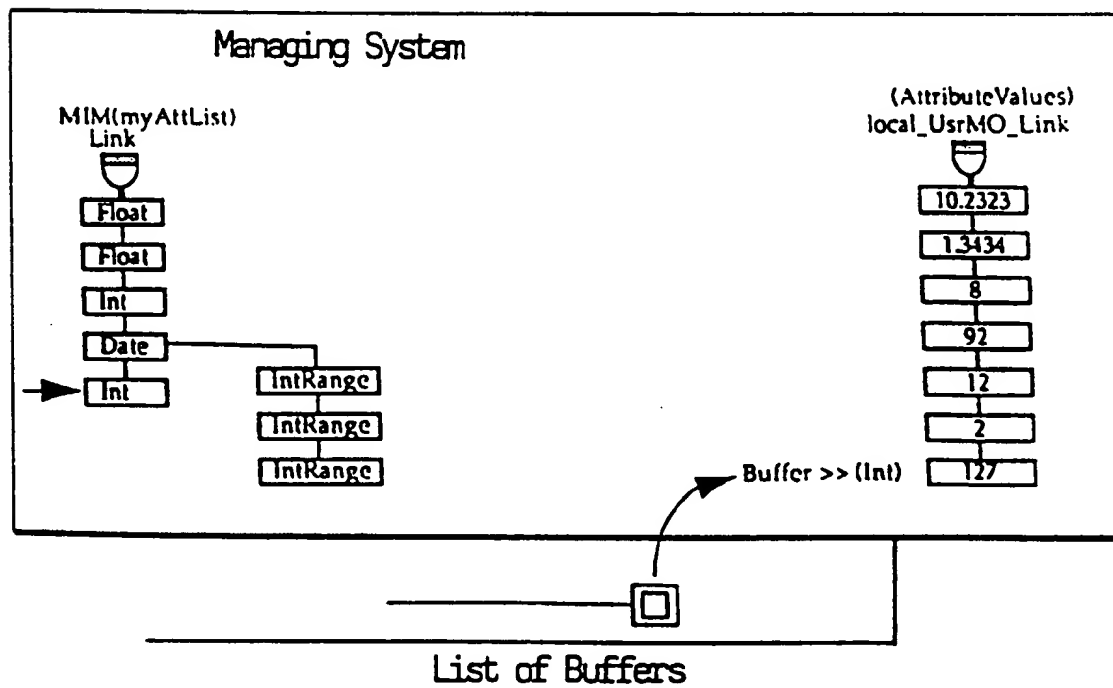 Managing System
MIM(myAttList)
Link
Float
Float
Int
Date
Int
IntRange
IntRange
IntRange
(AttributeValues)
local_UsrMO_Link
10.2323
1.3434
8
92
12
2
127
Buffer >> (Int)
List of Buffers